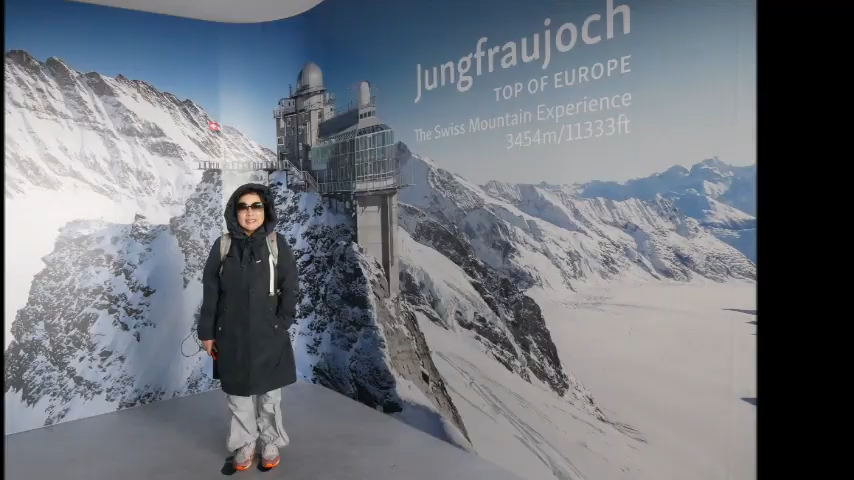 Jungfraujoch
TOP OF EUROPE
The Swiss Mountain Experience
3454m/11333ft